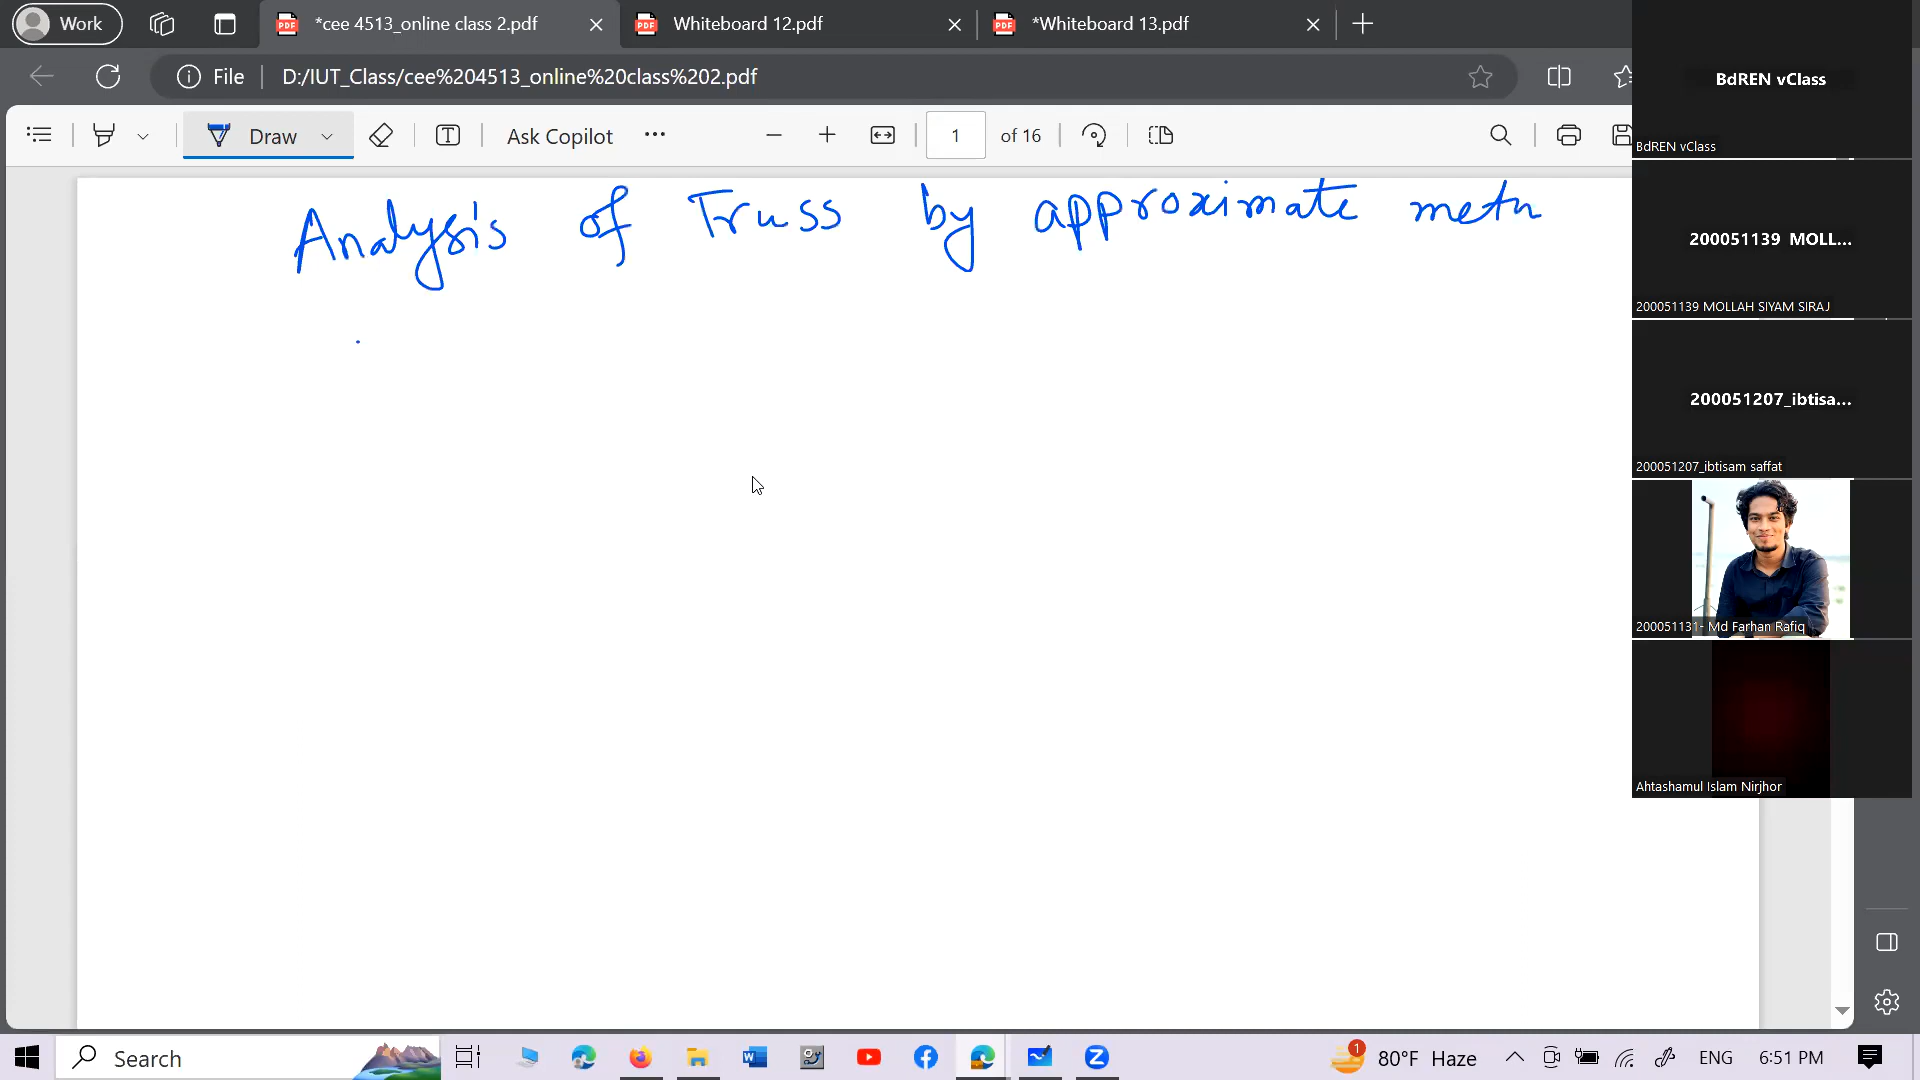 Work
*cee 4513_online class 2.pdf
Whiteboard 12.pdf
*Whiteboard 13.pdf
File
D:/IUT_Class/cee%204513_online%20class%202.pdf
Draw
Ask Copilot
1
of 16
Analysis of Truss by approximate meth
BdREN vClass
BdREN vClass
200051139 MOLL...
200051139 MOLLAH SIYAM SIRAJ
200051207_ibtisa...
200051207_ibtisam saffat
200051131- Md Farhan Rafiq
Ahtashamul Islam Nirjhor
Search
1
80°F Haze
ENG
6:51 PM